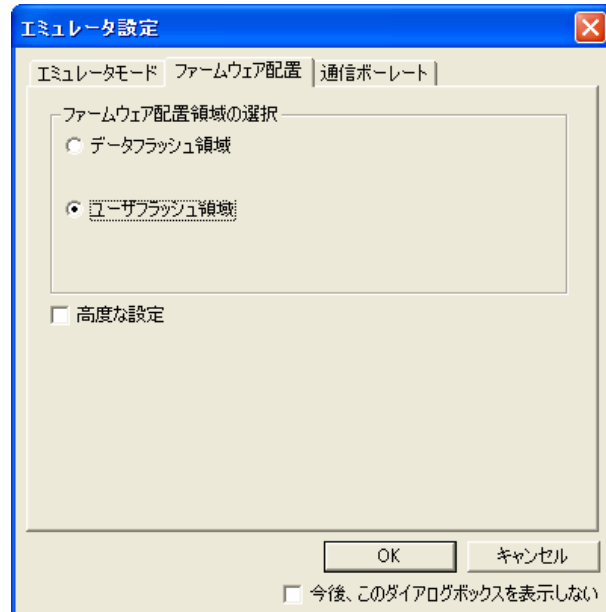 エミュレータ設定
エミュレータモード ファームウェア配置 通信ボーレート
ファームウェア配置領域の選択
データフラッシュ領域
ユーザフラッシュ領域
高度な設定
OK キャンセル
今後、このダイアログボックスを表示しない